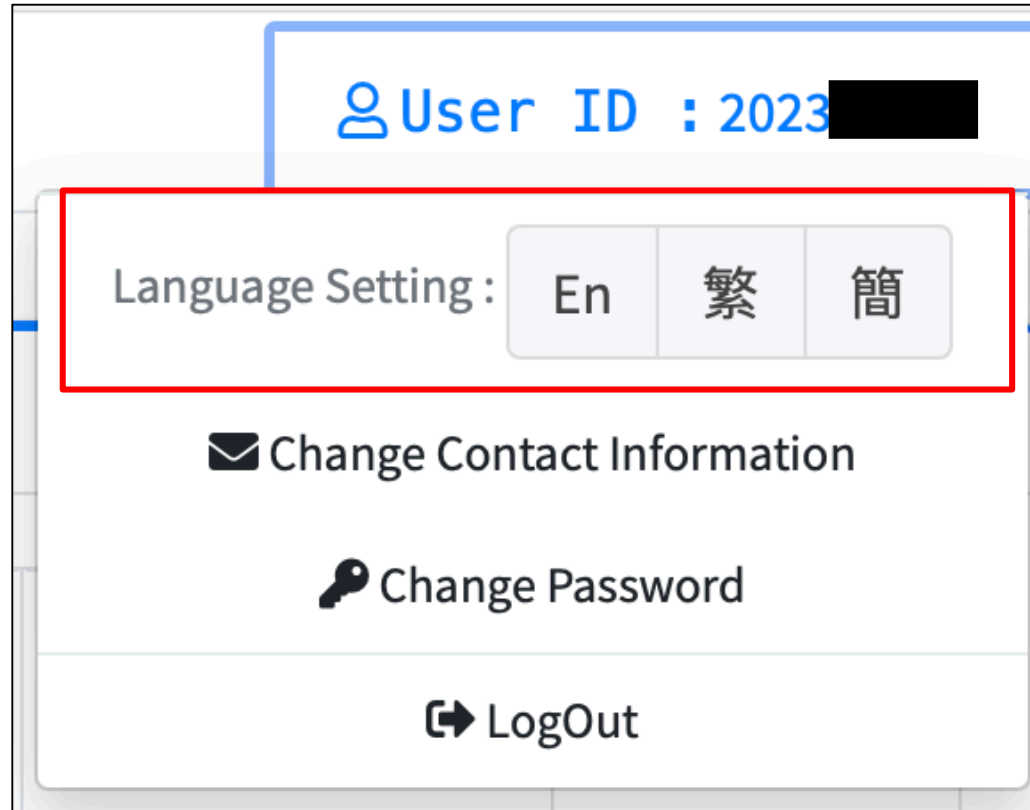 User ID : 2023
Language Setting : En 繁 簡
Change Contact Information
Change Password
LogOut